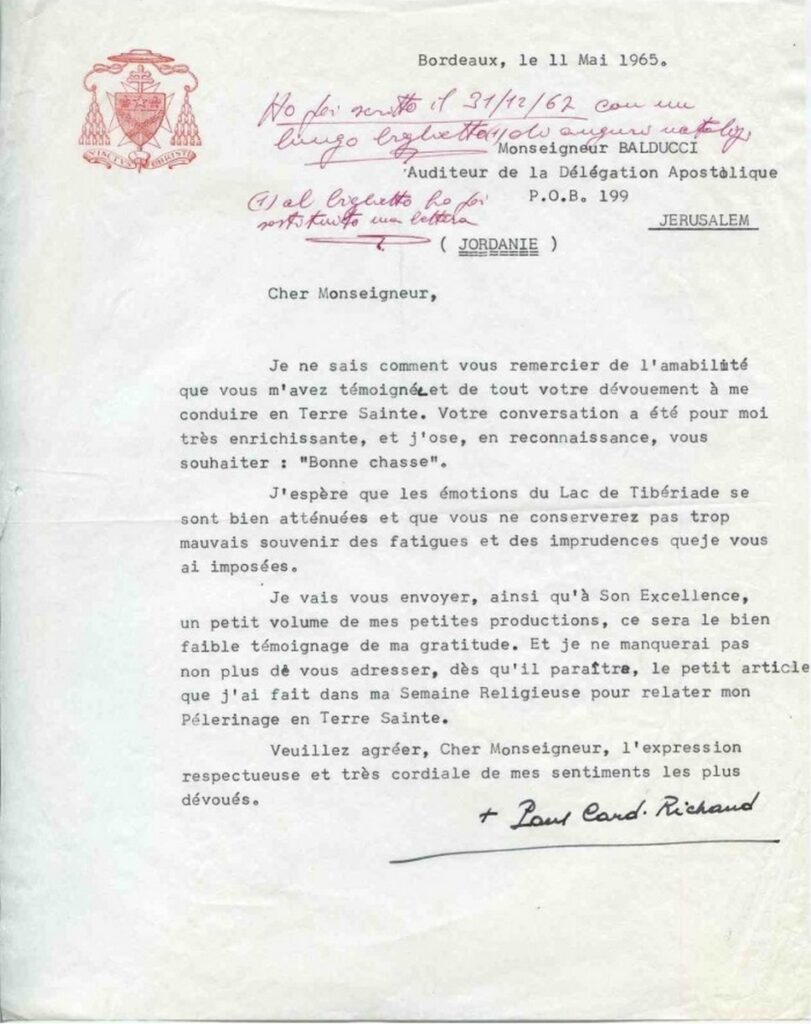 Bordeaux, le 11 Mai 1965.
Ho poi scritto il 31/12/67 con un
lungo biglietto (1) di auguri natalizi
Monseigneur BALDUCCI
Auditeur de la Délégation Apostolique
(1) al biglietto ho poi
P.O.B. 199
sostituito una lettera
JERUSALEM
( JORDANIE )
VINCTUS CHRISTI
Cher Monseigneur,
Je ne sais comment vous remercier de l'amabilité
que vous m'avez témoignée et de tout votre dévouement à me
conduire en Terre Sainte. Votre conversation a été pour moi
très enrichissante, et j'ose, en reconnaissance, vous
souhaiter : "Bonne chasse".
J'espère que les émotions du Lac de Tibériade se
sont bien atténuées et que vous ne conserverez pas trop
mauvais souvenir des fatigues et des imprudences queje vous
ai imposées.
Je vais vous envoyer, ainsi qu'à Son Excellence,
un petit volume de mes petites productions, ce sera le bien
faible témoignage de ma gratitude. Et je ne manquerai pas
non plus de vous adresser, dès qu'il paraîtra, le petit article
que j'ai fait dans ma Semaine Religieuse pour relater mon
Pélerinage en Terre Sainte.
Veuillez agréer, Cher Monseigneur, l'expression
respectueuse et très cordiale de mes sentiments les plus
dévoués.
+ Paul Card. Richaud